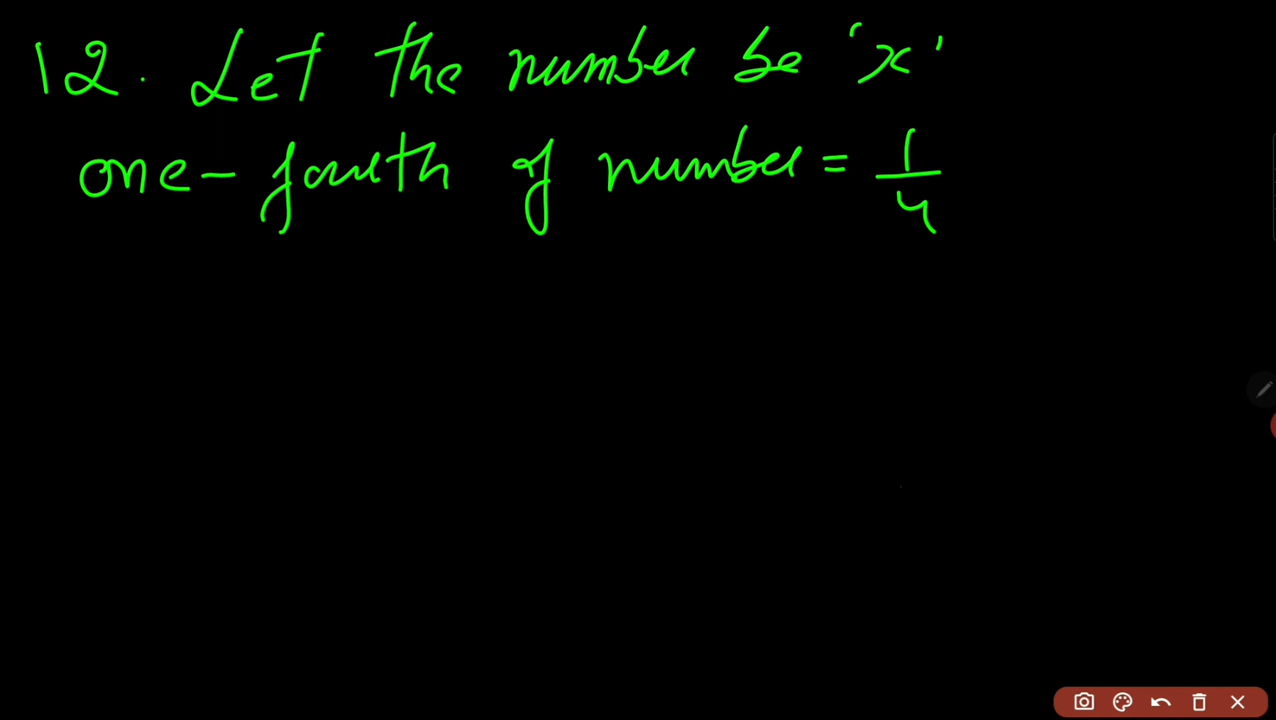 12. Let the number be 'x'
one-fourth of number = 1/4